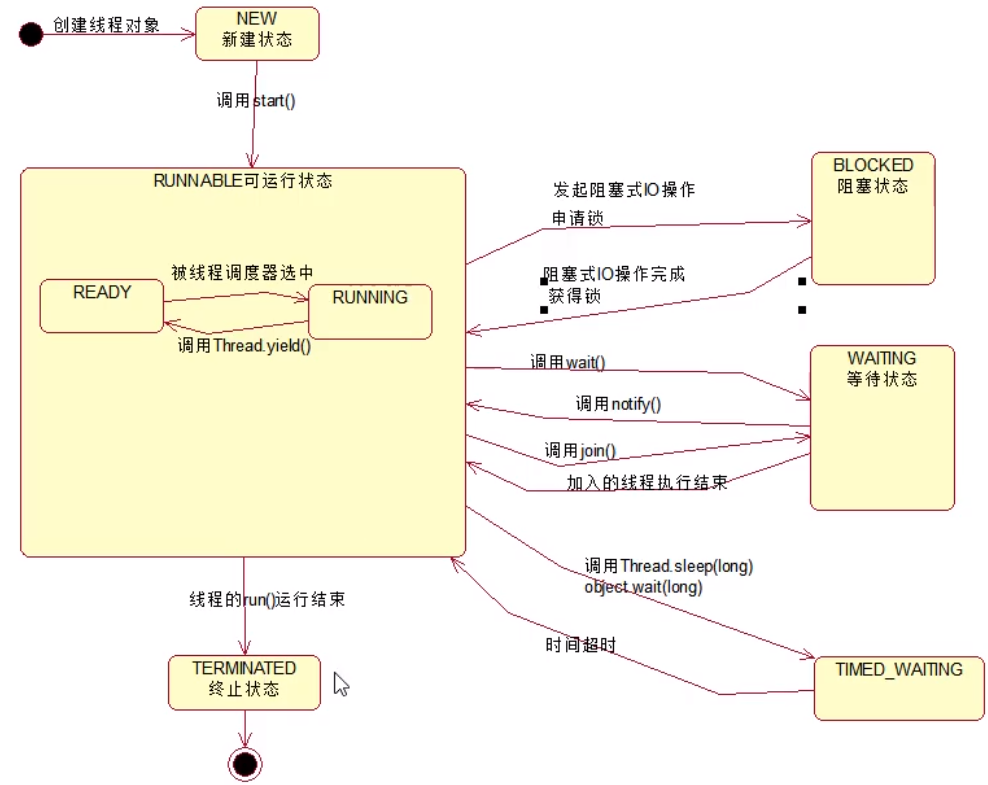 创建线程对象
NEW
新建状态
调用start()
RUNNABLE可运行状态
被线程调度器选中
READY
RUNNING
调用Thread.yield()
发起阻塞式IO操作
申请锁
BLOCKED
阻塞状态
阻塞式IO操作完成
获得锁
调用wait()
WAITING
等待状态
调用notify()
调用join()
加入的线程执行结束
调用Thread.sleep(long)
object.wait(long)
时间超时
TIMED_WAITING
线程的run()运行结束
TERMINATED
终止状态